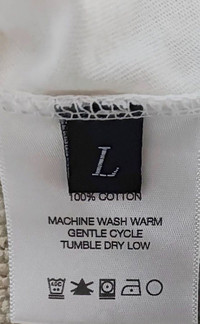 L
100% COTTON
MACHINE WASH WARM
GENTLE CYCLE
TUMBLE DRY LOW